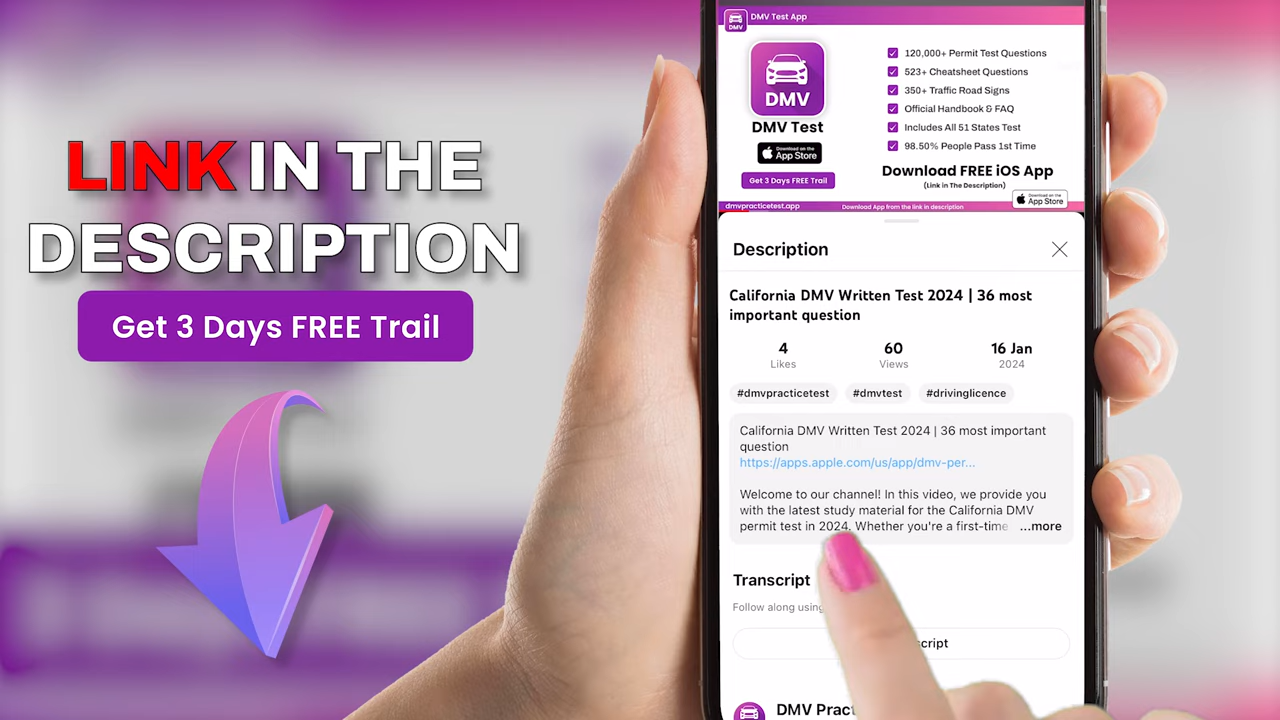 LINK IN THE
DESCRIPTION
Get 3 Days FREE Trail
DMV Test App
DMV
DMV
DMV Test
Download on the
App Store
Get 3 Days FREE Trail
120,000+ Permit Test Questions
523+ Cheatsheet Questions
350+ Traffic Road Signs
Official Handbook & FAQ
Includes All 51 States Test
98.50% People Pass 1st Time
Download FREE iOS App
(Link in The Description)
Download on the
App Store
dmvpracticetest.app
Download App from the link in description
Description
California DMV Written Test 2024 | 36 most
important question
4
Likes
60
Views
16 Jan
2024
#dmvpracticetest
#dmvtest
#drivinglicence
California DMV Written Test 2024 | 36 most important
question
https://apps.apple.com/us/app/dmv-per...
Welcome to our channel! In this video, we provide you
with the latest study material for the California DMV
permit test in 2024. Whether you're a first-time ...more
Transcript
Follow along using
cript
DMV Pract